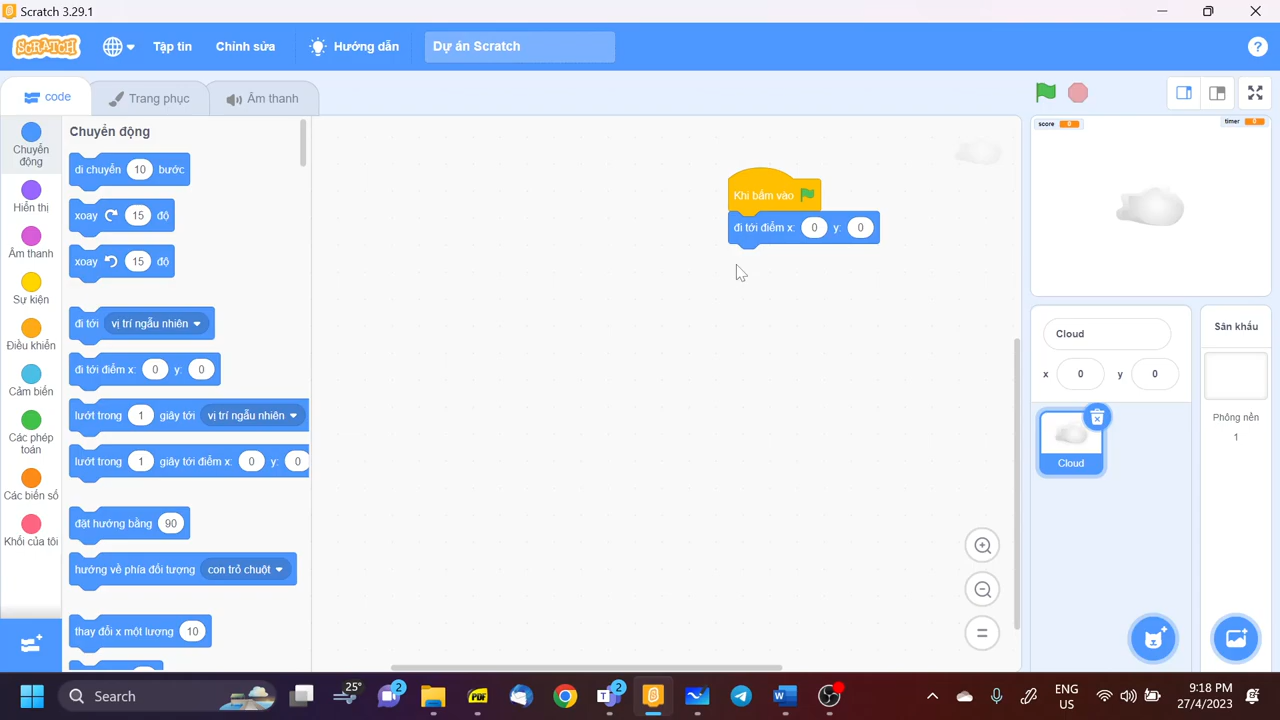 Scratch 3.29.1
SCRATCH
Tập tin
Chỉnh sửa
Hướng dẫn
Dự án Scratch
?
code
Trang phục
Âm thanh
Chuyển động
Hiển thị
Âm thanh
Sự kiện
Điều khiển
Cảm biến
Các phép toán
Các biến số
Khối của tôi
Chuyển động
di chuyển 10 bước
xoay 15 độ
xoay 15 độ
đi tới vị trí ngẫu nhiên
đi tới điểm x: 0 y: 0
lướt trong 1 giây tới vị trí ngẫu nhiên
lướt trong 1 giây tới điểm x: 0 y: 0
đặt hướng bằng 90
hướng về phía đối tượng con trỏ chuột
thay đổi x một lượng 10
Khi bấm vào
đi tới điểm x: 0 y: 0
score 0
timer 0
Cloud
x 0 y 0
Cloud
Sân khấu
Phông nền
1
Search
25°
2
PDF
2
ENG
US
9:18 PM
27/4/2023